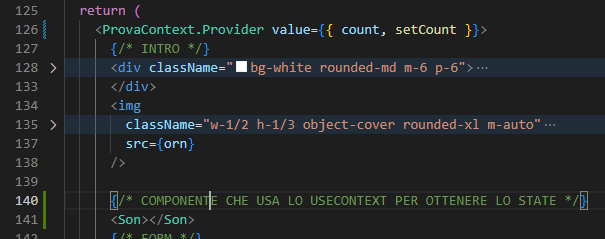 125 return (
126 <ProvaContext.Provider value={{ count, setCount }}>
127 {/* INTRO */}
128 <div className="bg-white rounded-md m-6 p-6">…
133 </div>
134 <img
135 className="w-1/2 h-1/3 object-cover rounded-xl m-auto"…
137 src={orn}
138 />
139
140 {/* COMPONENTE CHE USA LO USECONTEXT PER OTTENERE LO STATE */}
141 <Son></Son>
142 {/* FORM */}